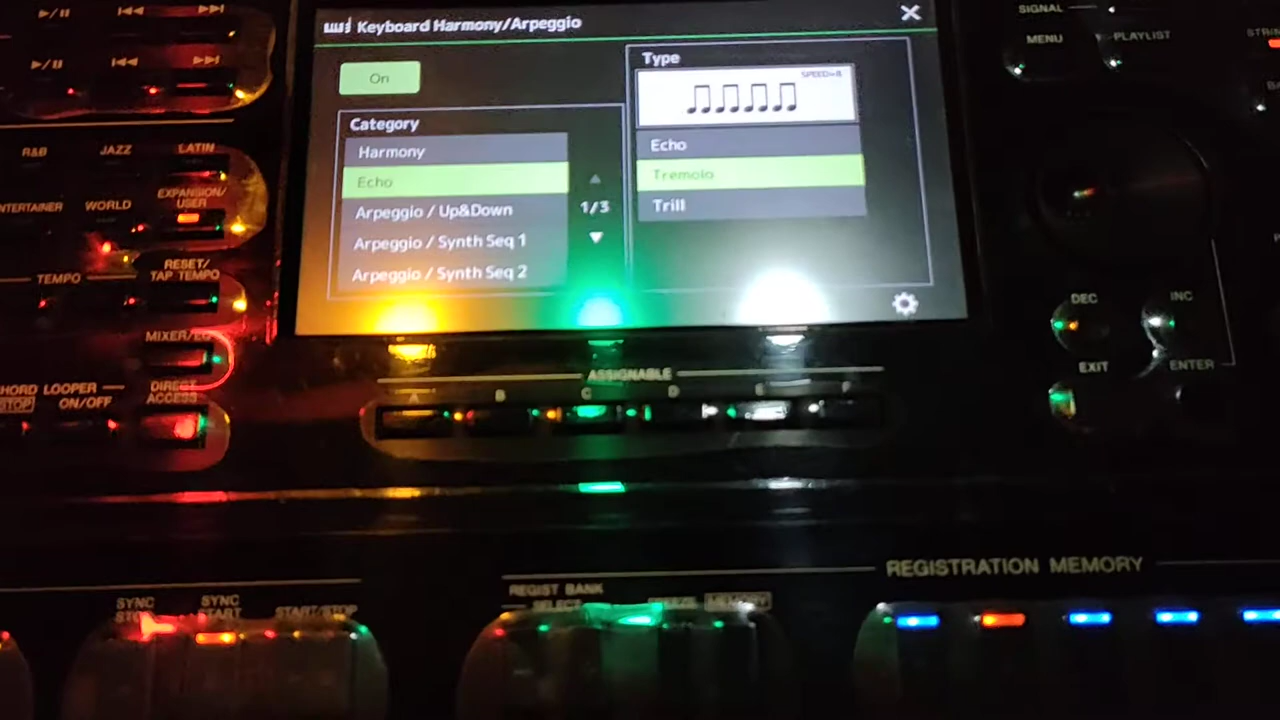 SIGNAL
MENU
PLAYLIST
Keyboard Harmony/Arpeggio
On
Category
Harmony
Echo
Arpeggio / Up&Down
Arpeggio / Synth Seq 1
Arpeggio / Synth Seq 2
1/3
Type
SPEED=8
Echo
Tremolo
Trill
R&B
JAZZ
LATIN
WORLD
EXPANSION/
USER
TEMPO
RESET/
TAP TEMPO
MIXER/EQ
LOOPER
ON/OFF
STOP
DIRECT
ACCESS
ASSIGNABLE
A
B
C
D
E
F
DEC
INC
EXIT
ENTER
SYNC
STOP
SYNC
START
START/STOP
REGIST BANK
SELECT
FREEZE
MEMORY
REGISTRATION MEMORY